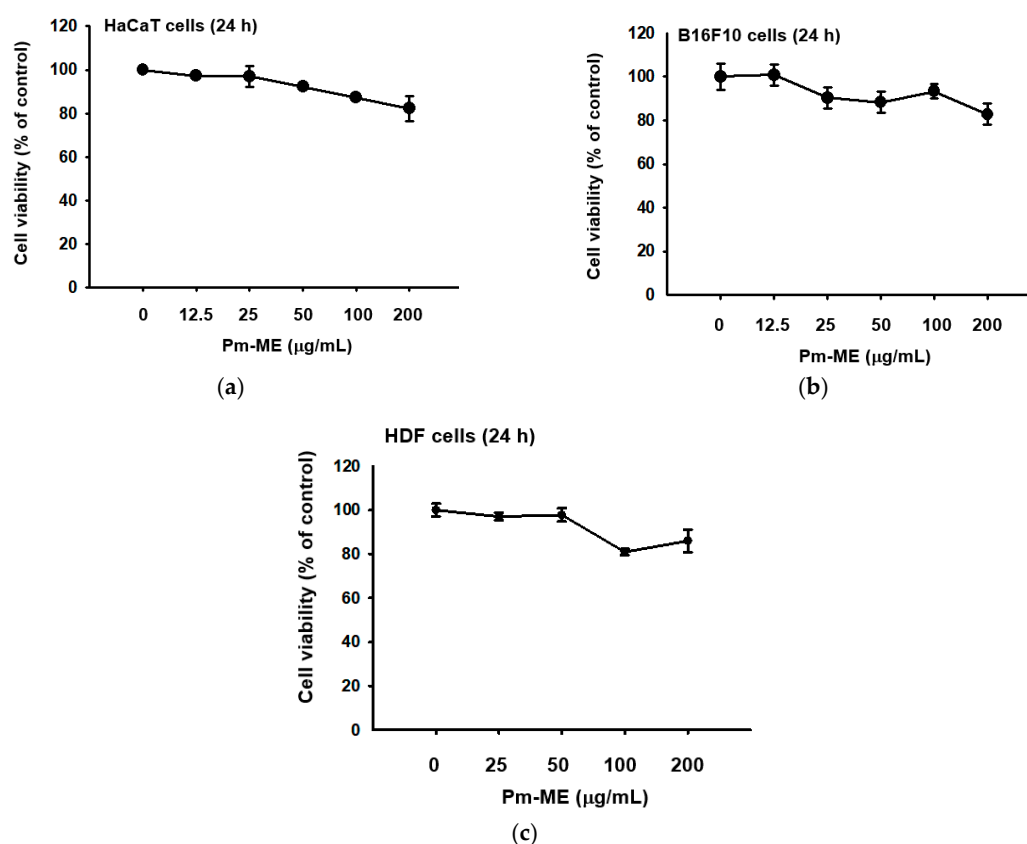 HaCaT cells (24 h)
Cell viability (% of control)
120
100
80
60
40
20
0
0 12.5 25 50 100 200
Pm-ME (μg/mL)
(a)
B16F10 cells (24 h)
Cell viability (% of control)
120
100
80
60
40
20
0
0 12.5 25 50 100 200
Pm-ME (μg/mL)
(b)
HDF cells (24 h)
Cell viability (% of control)
120
100
80
60
40
20
0
0 25 50 100 200
Pm-ME (μg/mL)
(c)